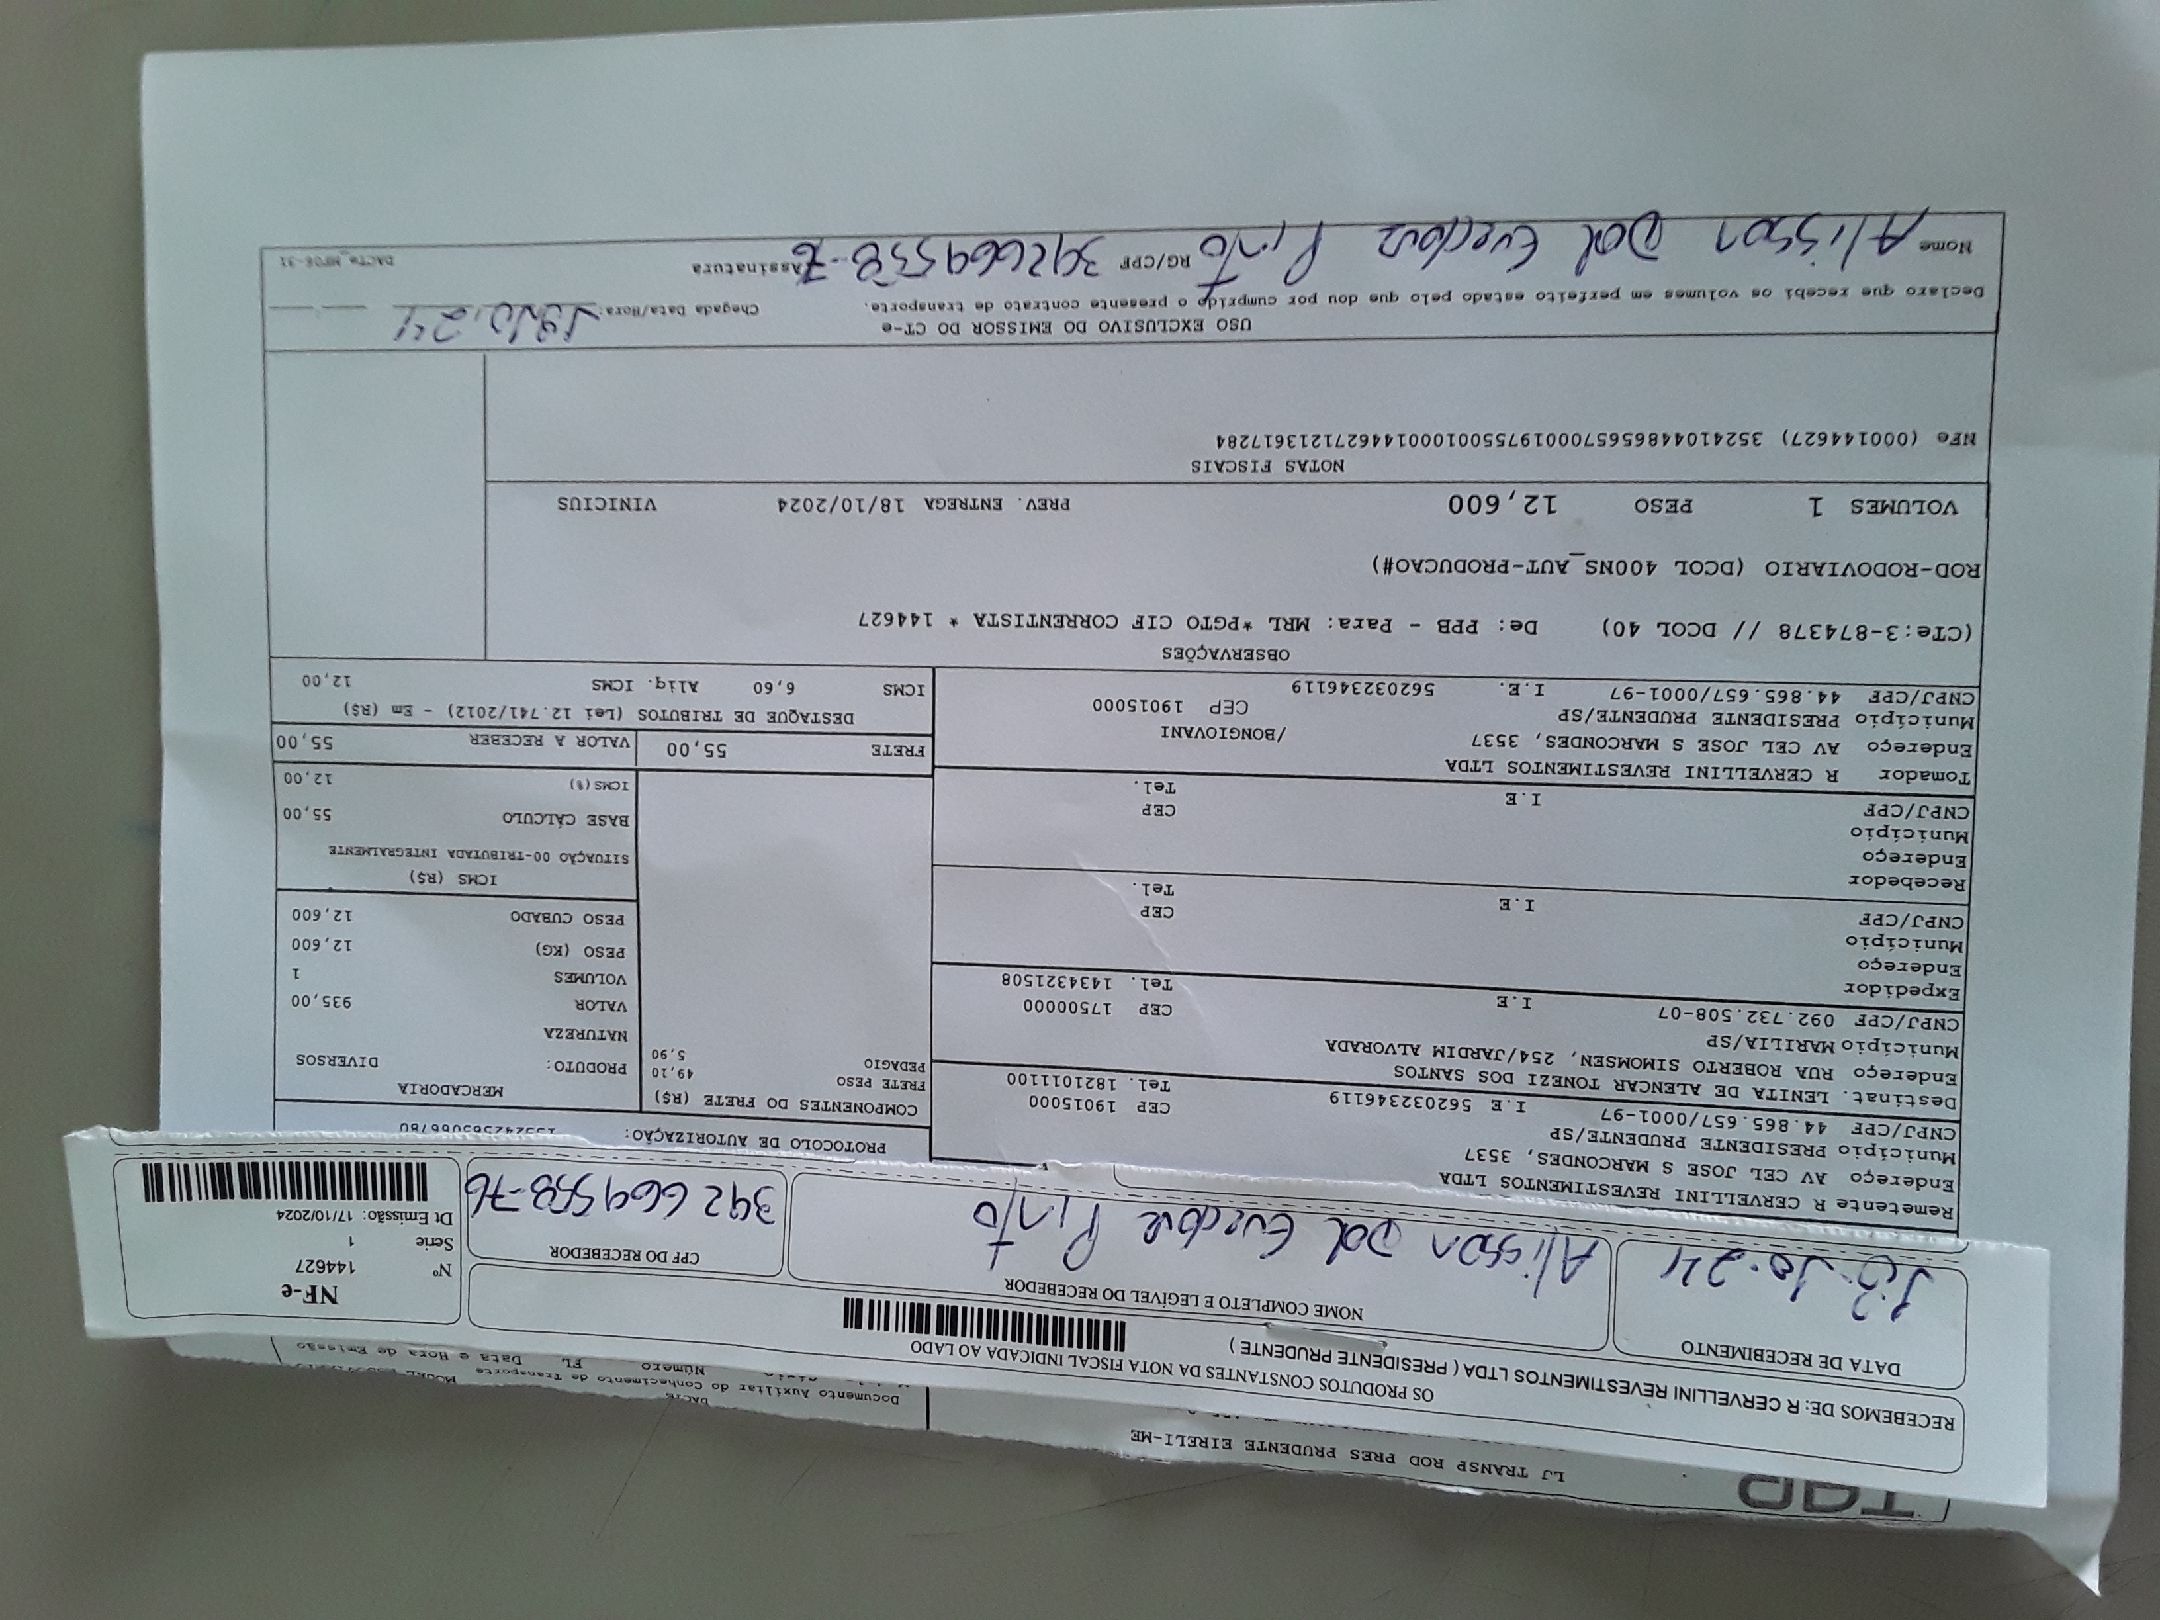 LJ TRANSP ROD PRES PRUDENTE EIRELI-ME
DACTE
Documento Auxiliar do Conhecimento de Transporte
Número FL Data e Hora de Emissão
RECEBEMOS DE: R CERVELLINI REVESTIMENTOS LTDA ( PRESIDENTE PRUDENTE )
OS PRODUTOS CONSTANTES DA NOTA FISCAL INDICADA AO LADO
DATA DE RECEBIMENTO
18.10.24
NOME COMPLETO E LEGÍVEL DO RECEBEDOR
Alisson Dal Evedove Pinto
CPF DO RECEBEDOR
392669558-76
NF-e
Nº 144627
Serie 1
Dt Emissão: 17/10/2024
Remetente R CERVELLINI REVESTIMENTOS LTDA
Endereço AV CEL JOSE S MARCONDES, 3537
Município PRESIDENTE PRUDENTE/SP CEP 19015000
CNPJ/CPF 44.865.657/0001-97 I.E 562032346119 Tel. 1821011100
Destinat. LENITA DE ALENCAR TONEZI DOS SANTOS
Endereço RUA ROBERTO SIMOMSEN, 254/JARDIM ALVORADA
Município MARILIA/SP CEP 17500000
CNPJ/CPF 092.732.508-07 I.E Tel. 1434321508
Expedidor
Endereço
Município CEP
CNPJ/CPF I.E Tel.
Recebedor
Endereço
Município CEP
CNPJ/CPF I.E Tel.
Tomador R CERVELLINI REVESTIMENTOS LTDA
Endereço AV CEL JOSE S MARCONDES, 3537 /BONGIOVANI
Município PRESIDENTE PRUDENTE/SP CEP 19015000
CNPJ/CPF 44.865.657/0001-97 I.E. 562032346119
PROTOCOLO DE AUTORIZAÇÃO:
COMPONENTES DO FRETE (R$)
FRETE PESO 49,10
PEDAGIO 5,90
MERCADORIA
PRODUTO: DIVERSOS
NATUREZA
VALOR 935,00
VOLUMES 1
PESO (KG) 12,600
PESO CUBADO 12,600
ICMS (R$)
SITUAÇÃO 00-TRIBUTADA INTEGRALMENTE
BASE CÁLCULO 55,00
ICMS(%) 12,00
FRETE 55,00 VALOR A RECEBER 55,00
DESTAQUE DE TRIBUTOS (Lei 12.741/2012) - Em (R$)
ICMS 6,60 Aliq. ICMS 12,00
OBSERVAÇÕES
(CTe:3-874378 // DCOL 40) De: PPB - Para: MRL *PGTO CIF CORRENTISTA * 144627
ROD-RODOVIARIO (DCOL 400NS_AUT-PRODUCAO#)
VOLUMES 1 PESO 12,600 PREV. ENTREGA 18/10/2024 VINICIUS
NOTAS FISCAIS
NFe (000144627) 35241044865657000197550010001446271213617284
USO EXCLUSIVO DO EMISSOR DO CT-e
Declaro que recebi os volumes em perfeito estado pelo que dou por cumprido o presente contrato de transporte. Chegada Data/Hora: 18.10.24
Nome Alisson Dal Evedove Pinto RG/CPF 392669558-76 Assinatura
DACTe_MP06-31